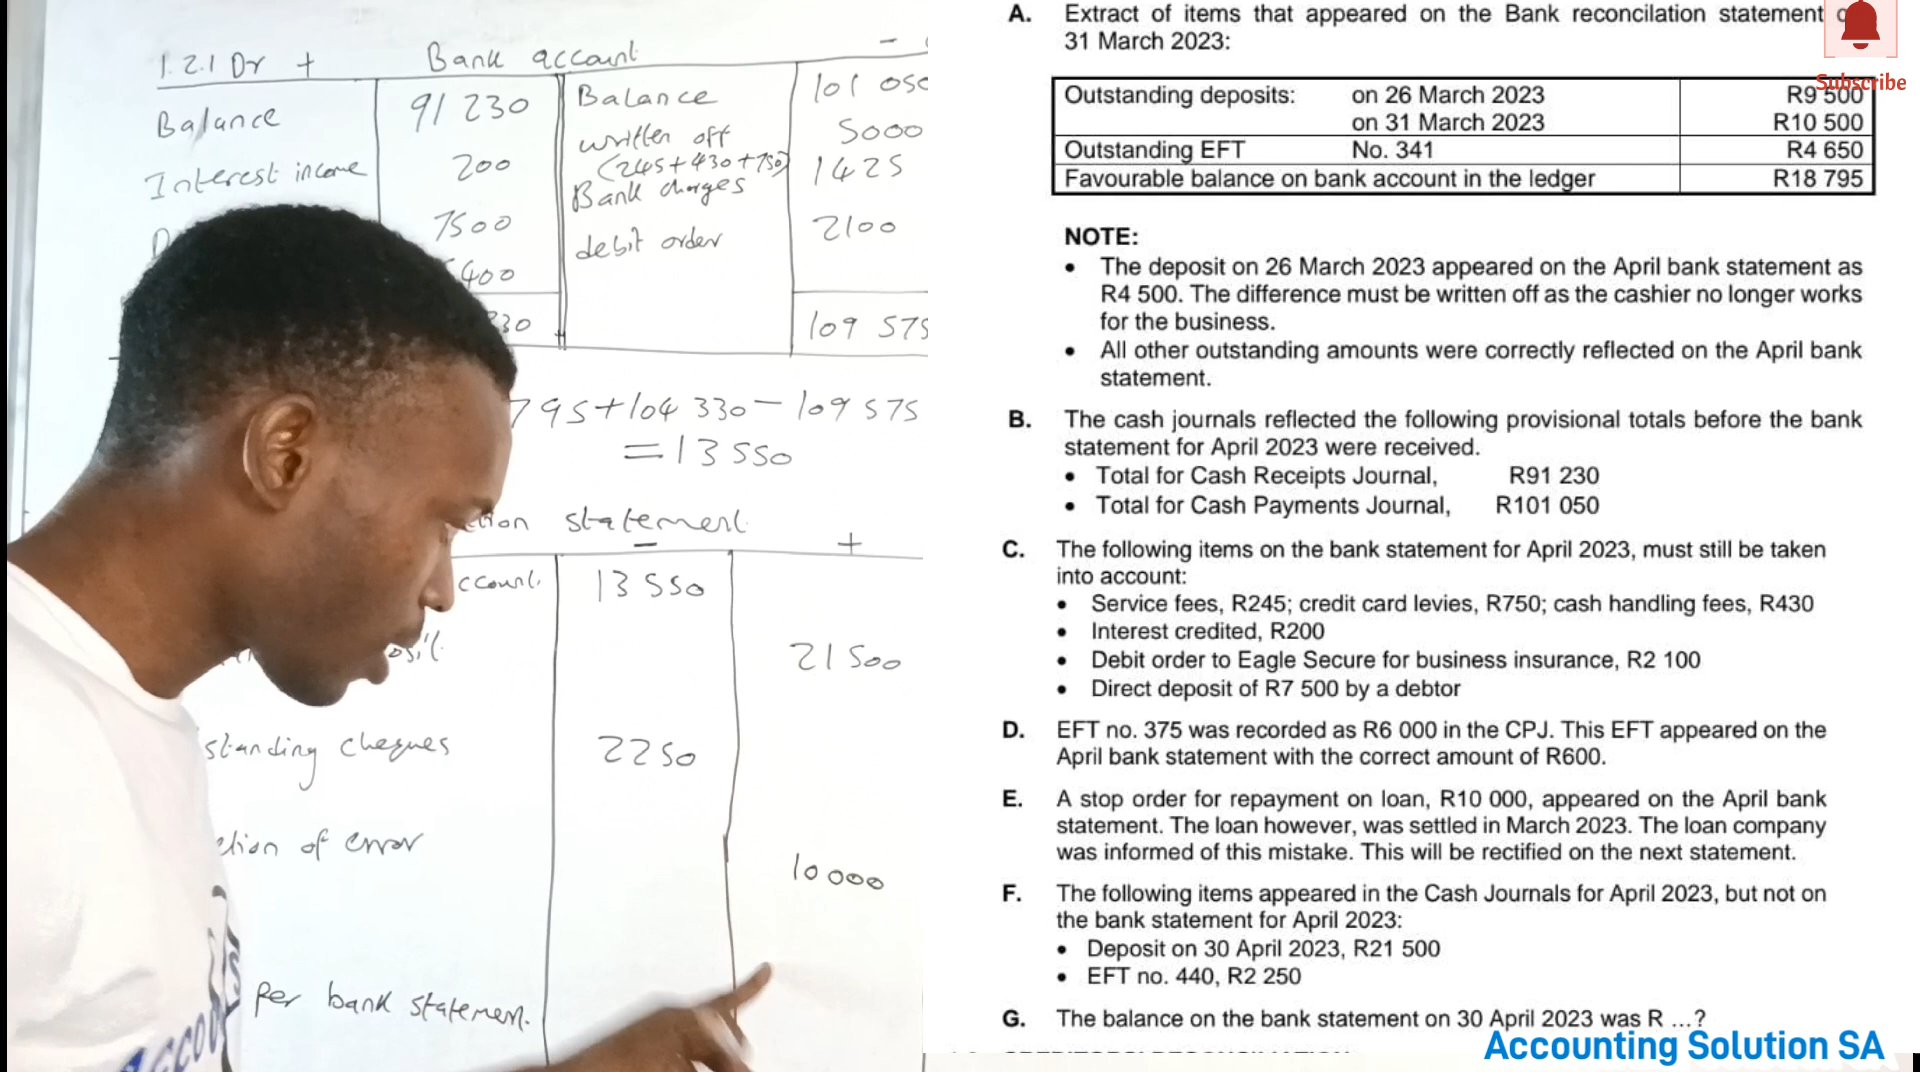 1.2.1 Dr + Bank account -
Balance 91 230 Balance 101 050
Interest income 200 written off 5000
(245+430+750) 1425
Bank charges
7500 debit order 2100
400
30 109 575
795+104 330-109 575
=13 550
statement
- +
ccount. 13 550
21 500
standing cheques 2250
ction of error
10 000
Per bank statement.
A. Extract of items that appeared on the Bank reconcilation statement
31 March 2023:
Subscribe
Outstanding deposits: on 26 March 2023 R9 500
on 31 March 2023 R10 500
Outstanding EFT No. 341 R4 650
Favourable balance on bank account in the ledger R18 795
NOTE:
• The deposit on 26 March 2023 appeared on the April bank statement as
R4 500. The difference must be written off as the cashier no longer works
for the business.
• All other outstanding amounts were correctly reflected on the April bank
statement.
B. The cash journals reflected the following provisional totals before the bank
statement for April 2023 were received.
• Total for Cash Receipts Journal, R91 230
• Total for Cash Payments Journal, R101 050
C. The following items on the bank statement for April 2023, must still be taken
into account:
• Service fees, R245; credit card levies, R750; cash handling fees, R430
• Interest credited, R200
• Debit order to Eagle Secure for business insurance, R2 100
• Direct deposit of R7 500 by a debtor
D. EFT no. 375 was recorded as R6 000 in the CPJ. This EFT appeared on the
April bank statement with the correct amount of R600.
E. A stop order for repayment on loan, R10 000, appeared on the April bank
statement. The loan however, was settled in March 2023. The loan company
was informed of this mistake. This will be rectified on the next statement.
F. The following items appeared in the Cash Journals for April 2023, but not on
the bank statement for April 2023:
• Deposit on 30 April 2023, R21 500
• EFT no. 440, R2 250
G. The balance on the bank statement on 30 April 2023 was R ...?
Accounting Solution SA